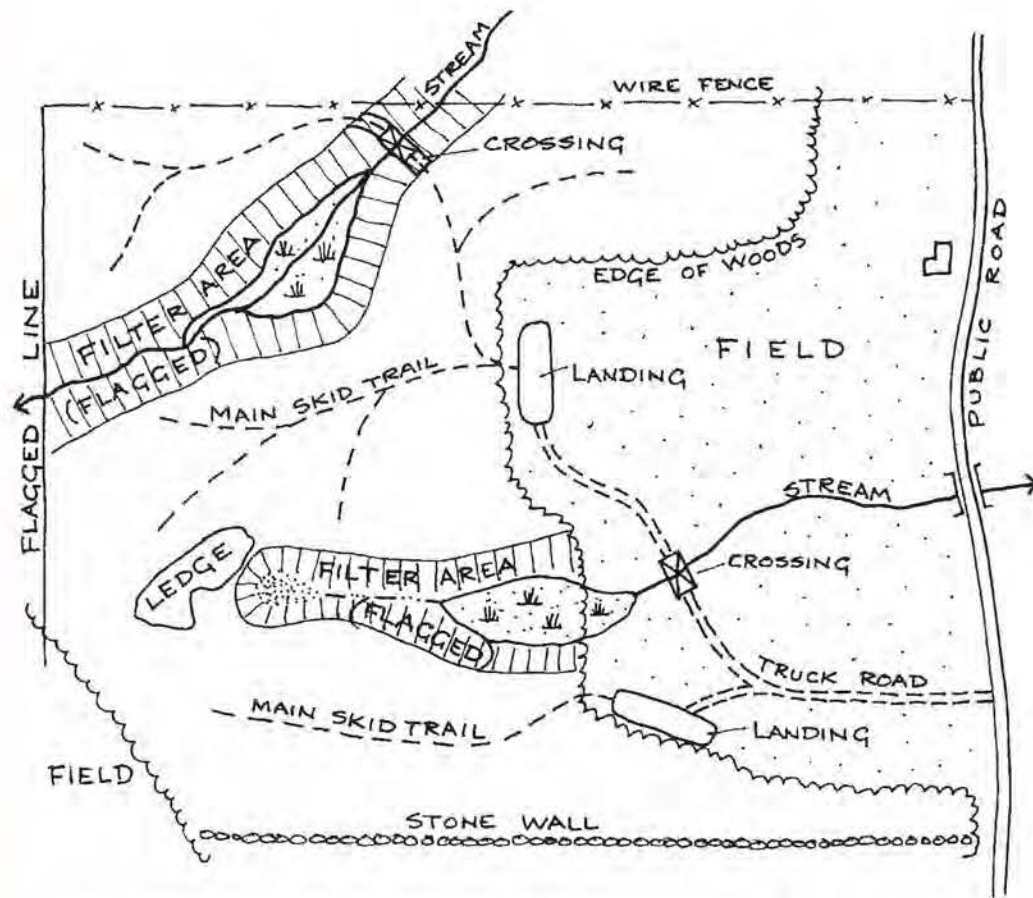 STREAM
WIRE FENCE
CROSSING
FILTER AREA
(FLAGGED)
EDGE OF WOODS
FLAGGED LINE
MAIN SKID TRAIL
LANDING
FIELD
PUBLIC ROAD
STREAM
CROSSING
LEDGE
FILTER AREA
(FLAGGED)
TRUCK ROAD
MAIN SKID TRAIL
LANDING
FIELD
STONE WALL